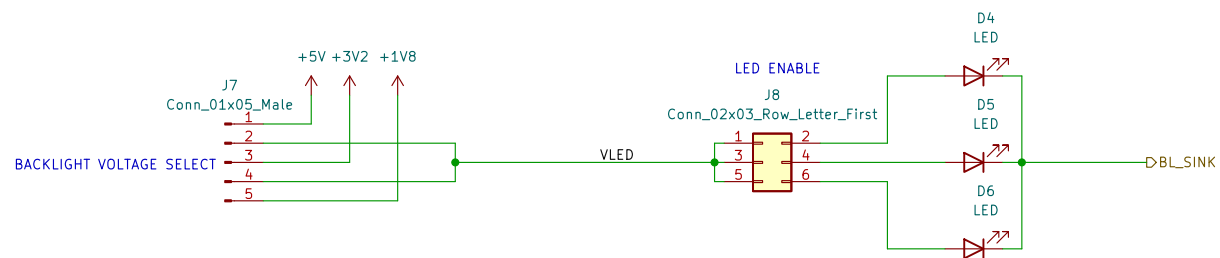 D4
LED
+5V +3V2 +1V8
LED ENABLE
J7
Conn_01x05_Male
J8
Conn_02x03_Row_Letter_First
D5
LED
1
2
3
4
5
BACKLIGHT VOLTAGE SELECT
VLED
1 2
3 4
5 6
BL_SINK
D6
LED